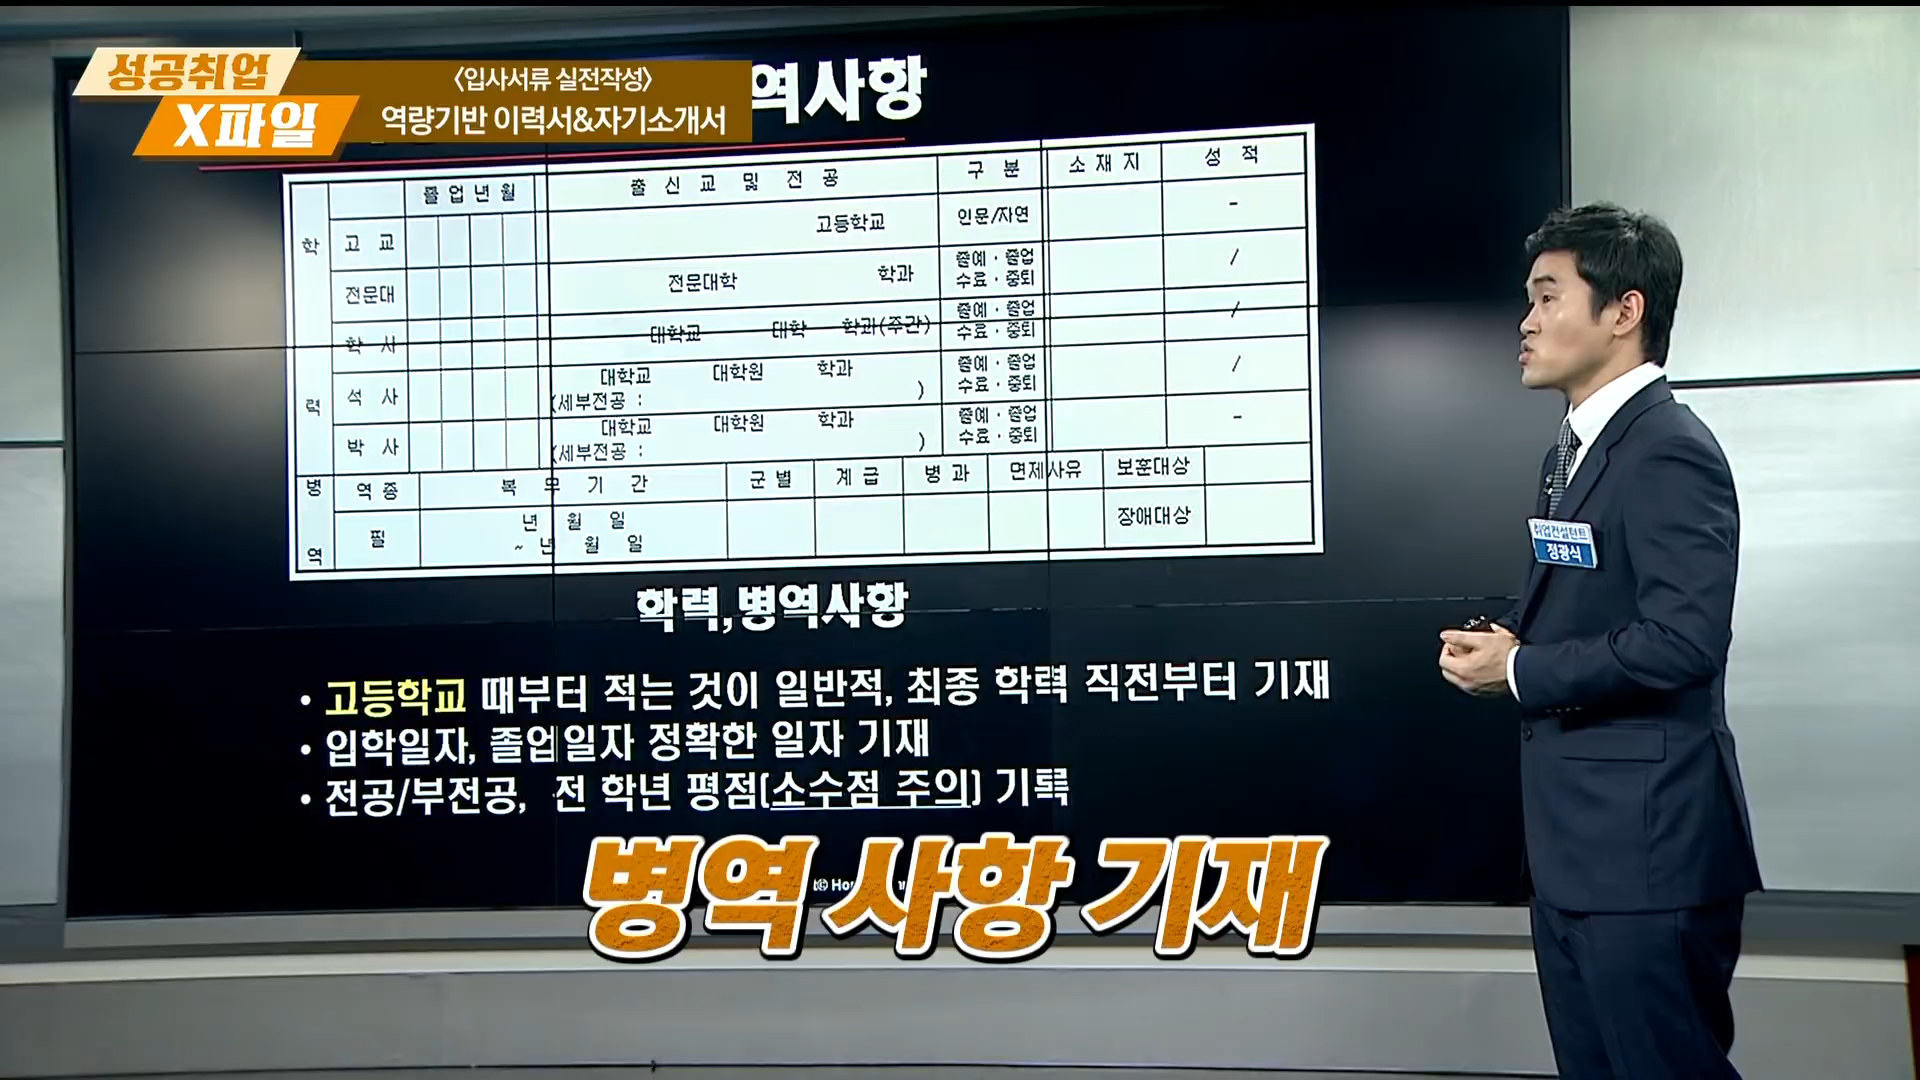 성공취업
X파일
<입사서류 실전작성>
역량기반 이력서&자기소개서
역사항
졸업년월 출신교 및 전공 구분 소재지 성적
학력
고교 고등학교 인문/자연 -
전문대 전문대학 학과 졸예·졸업 수료·중퇴 /
학사 대학교 대학 학과(주간) 졸예·졸업 수료·중퇴 /
석사 대학교 대학원 학과 졸예·졸업 수료·중퇴 /
(세부전공 : )
박사 대학교 대학원 학과 졸예·졸업 수료·중퇴 -
(세부전공 : )
병역
역종 복무기간 군별 계급 병과 면제사유 보훈대상
필 년 월 일 장애대상
~ 년 월 일
학력,병역사항
• 고등학교 때부터 적는 것이 일반적, 최종 학력 직전부터 기재
• 입학일자, 졸업일자 정확한 일자 기재
• 전공/부전공, 전 학년 평점(소수점 주의) 기록
병역 사항 기재
취업컨설턴트
정광식